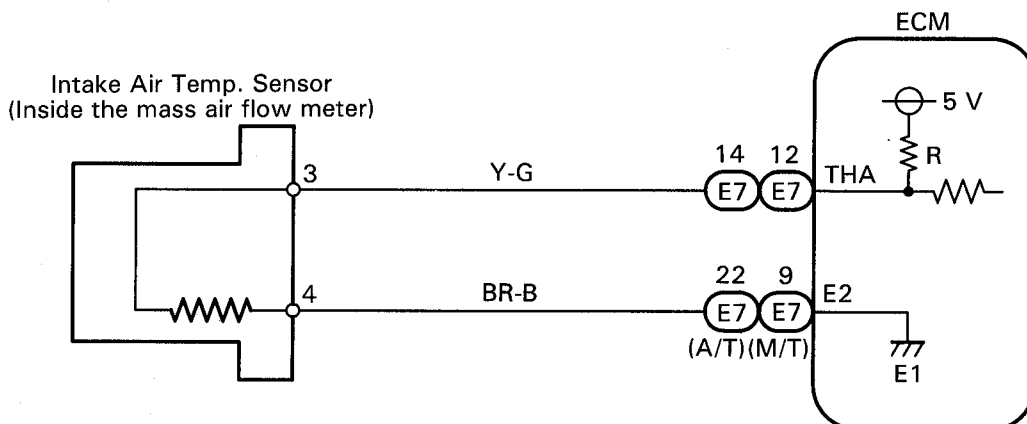 ECM
Intake Air Temp. Sensor
(Inside the mass air flow meter)
5 V
R
3
Y-G
14
12
E7
E7
THA
4
BR-B
22
9
E7
E7
E2
(A/T)
(M/T)
E1